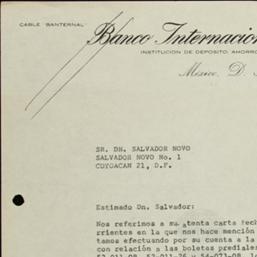 CABLE "BANTERNAL"
Banco Internacion
INSTITUCION DE DEPOSITO, AHORRO
México, D.
SR. DN. SALVADOR NOVO
SALVADOR NOVO No. 1
COYOACAN 21, D.F.
Estimado Dn. Salvador:
Nos referimos a su atenta carta fech
rrientes en la que nos hace mención
tamos efectuando por su cuenta a la
con relación a las boletas prediales